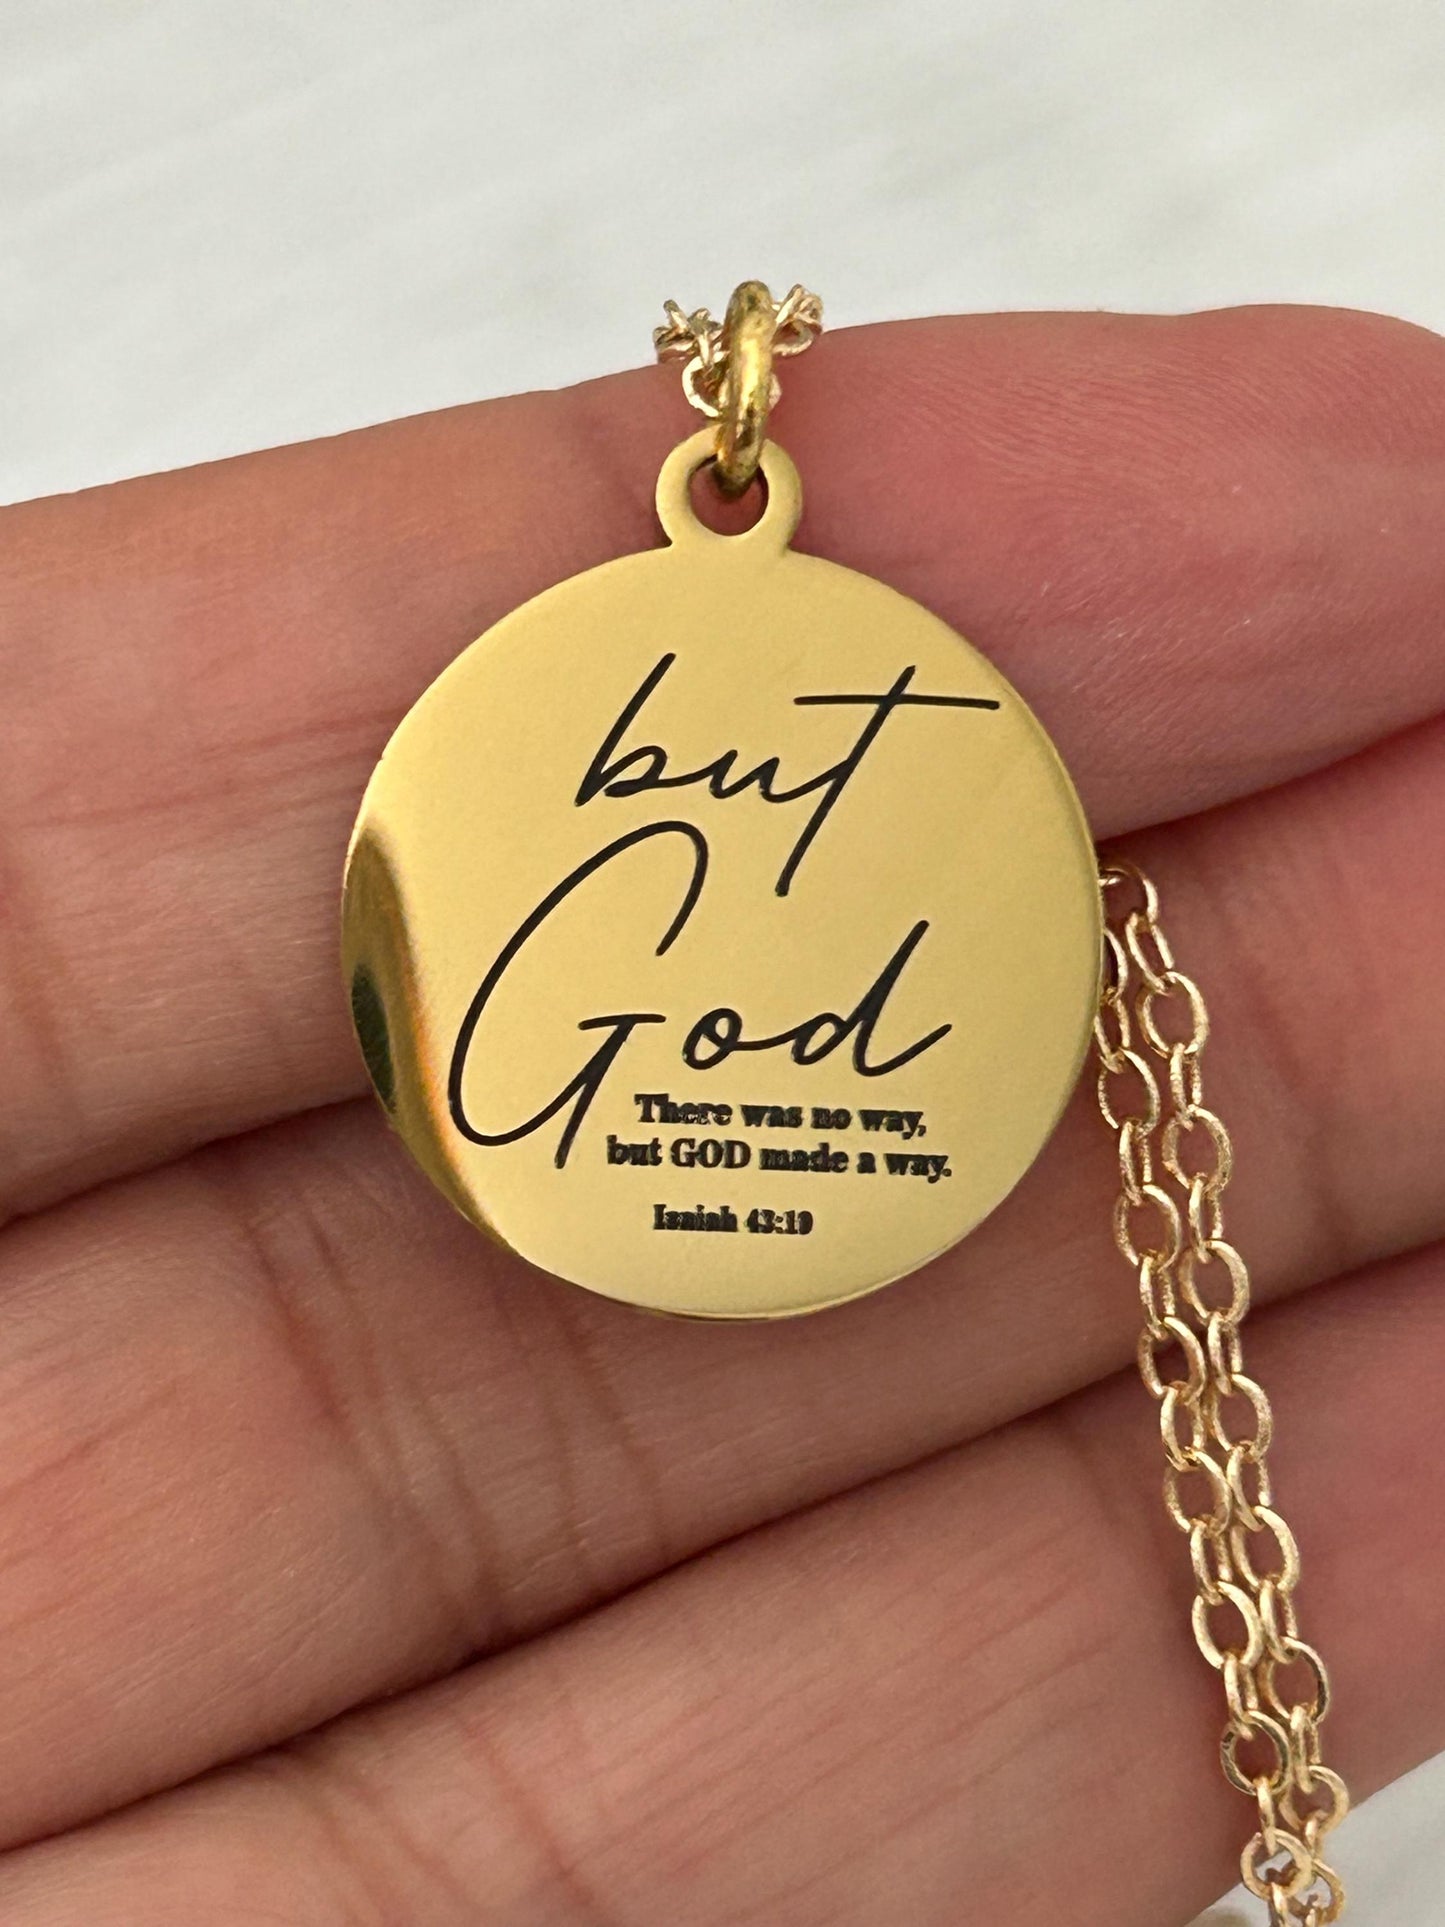 but
God
There was no way,
but GOD made a way.
Isaiah 43:19